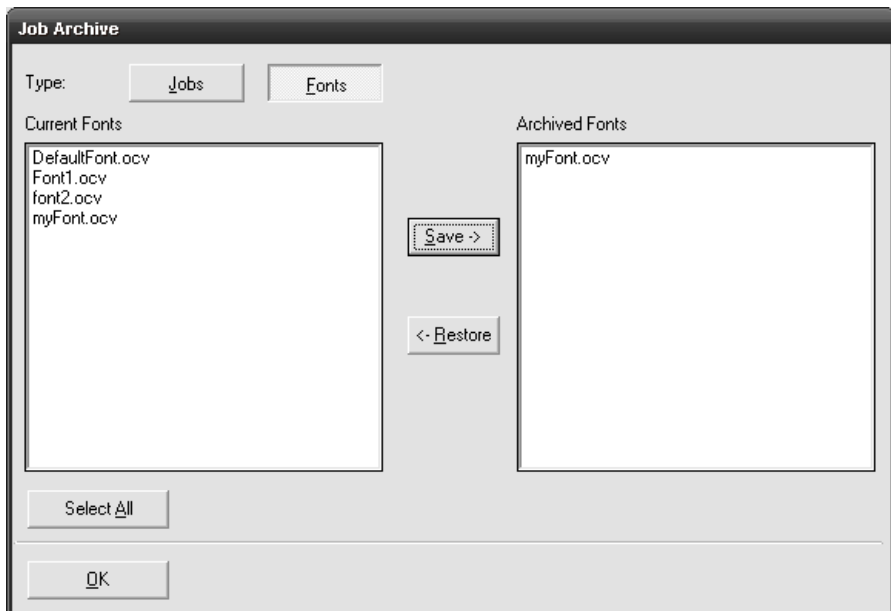 Job Archive
Type: Jobs Fonts
Current Fonts Archived Fonts
DefaultFont.ocv myFont.ocv
Font1.ocv
font2.ocv
myFont.ocv
Save ->
<- Restore
Select All
OK